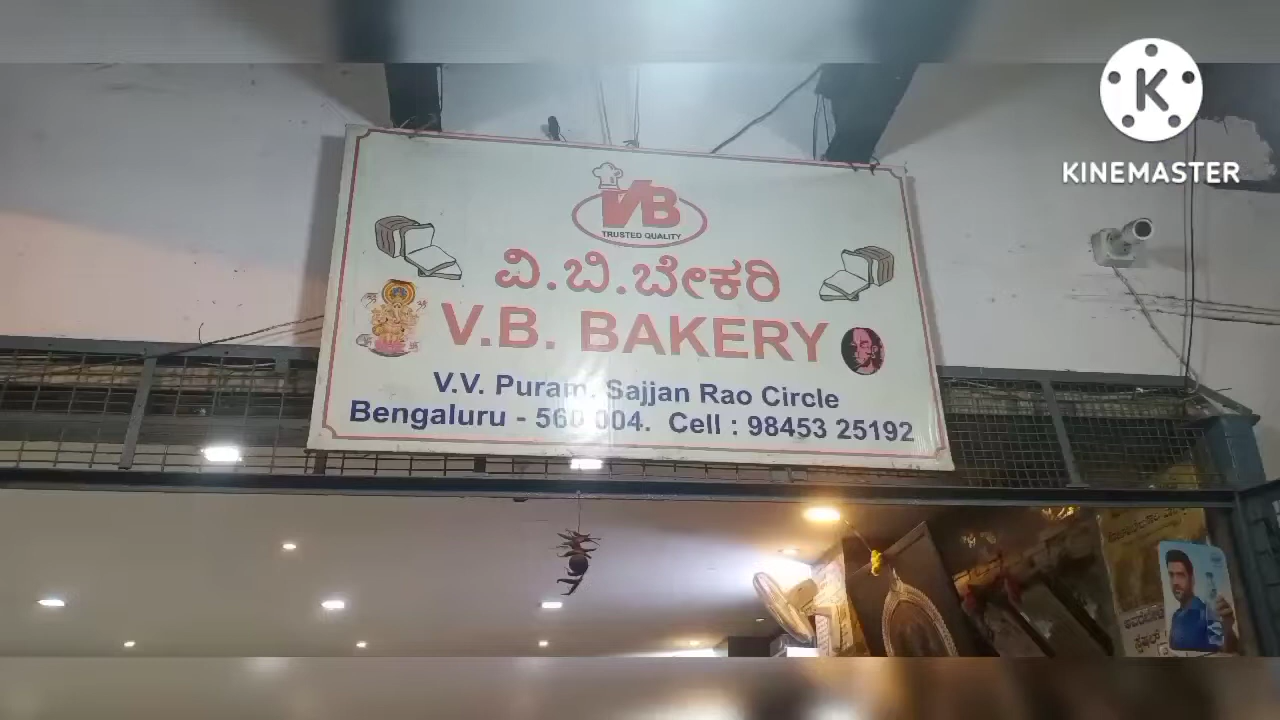 KINEMASTER
VB
TRUSTED QUALITY
ವಿ.ಬಿ.ಬೇಕರಿ
V.B. BAKERY
V.V. Puram, Sajjan Rao Circle
Bengaluru - 560 004. Cell : 98453 25192